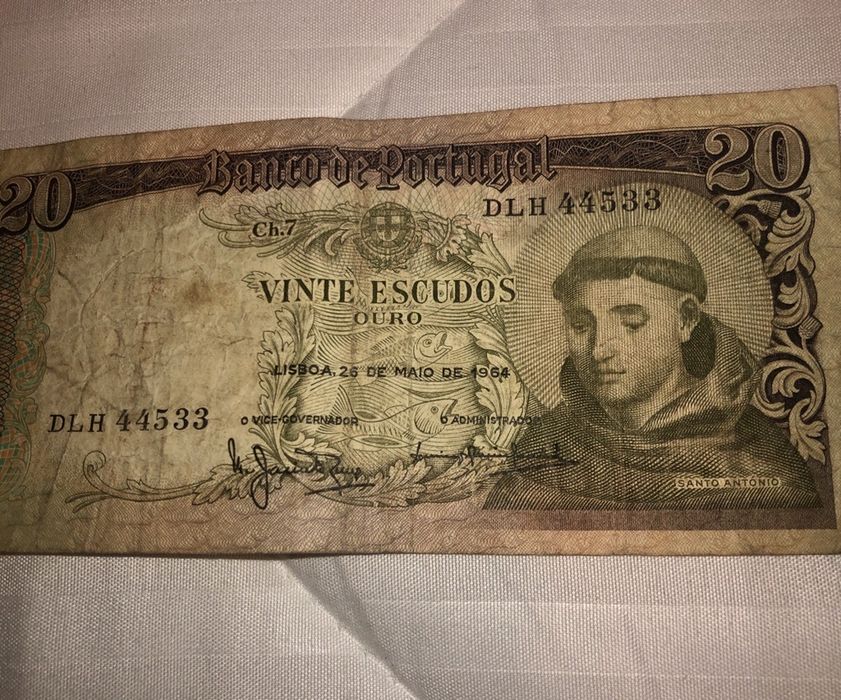 Banco de Portugal
20
20
DLH 44533
Ch.7
VINTE ESCUDOS
OURO
LISBOA, 26 DE MAIO DE 1964
DLH 44533
O VICE-GOVERNADOR
O ADMINISTRADOR
SANTO ANTÓNIO